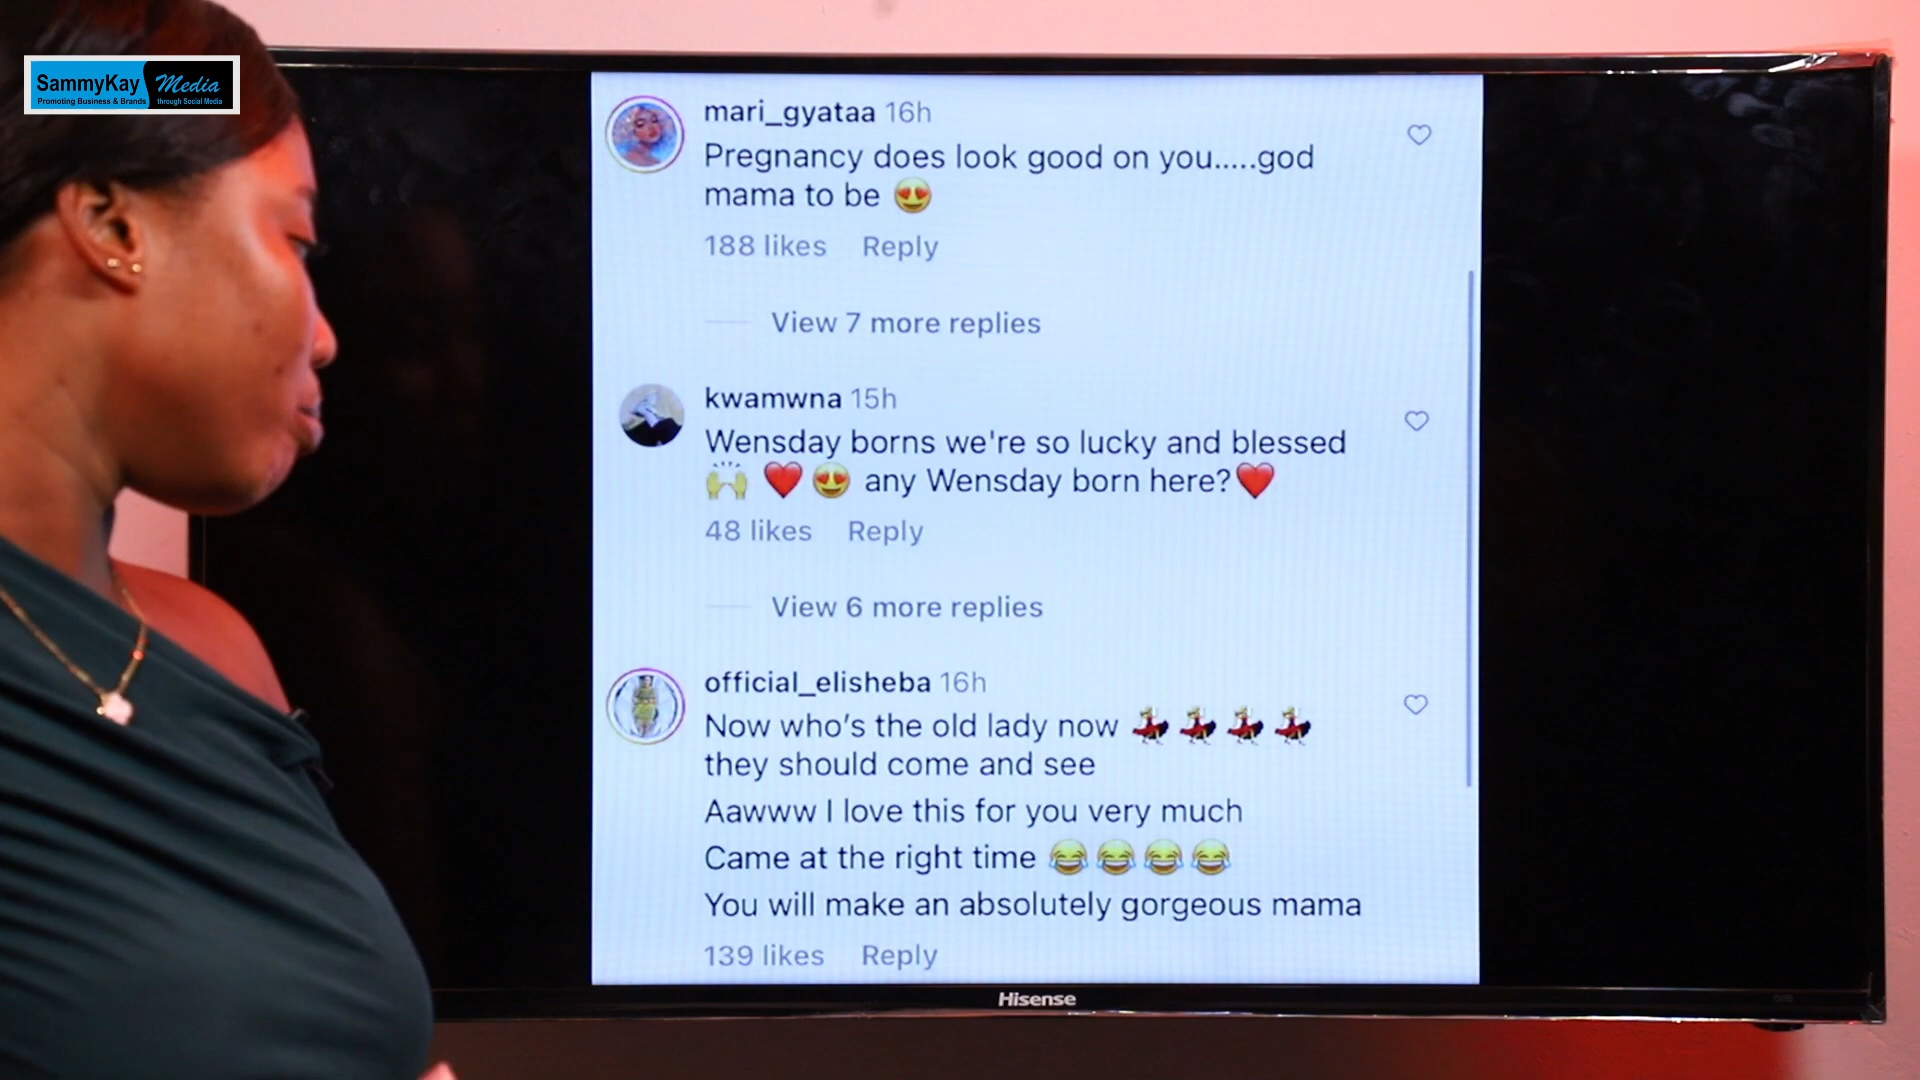 SammyKay Media
Promoting Business & Brands through Social Media
mari_gyataa 16h
Pregnancy does look good on you.....god
mama to be 😍
188 likes Reply
View 7 more replies
kwamwna 15h
Wensday borns we're so lucky and blessed
🙌 ❤️ 😍 any Wensday born here?❤️
48 likes Reply
View 6 more replies
official_elisheba 16h
Now who's the old lady now 💃💃💃💃
they should come and see
Aawww I love this for you very much
Came at the right time 😂😂😂😂
You will make an absolutely gorgeous mama
139 likes Reply
Hisense